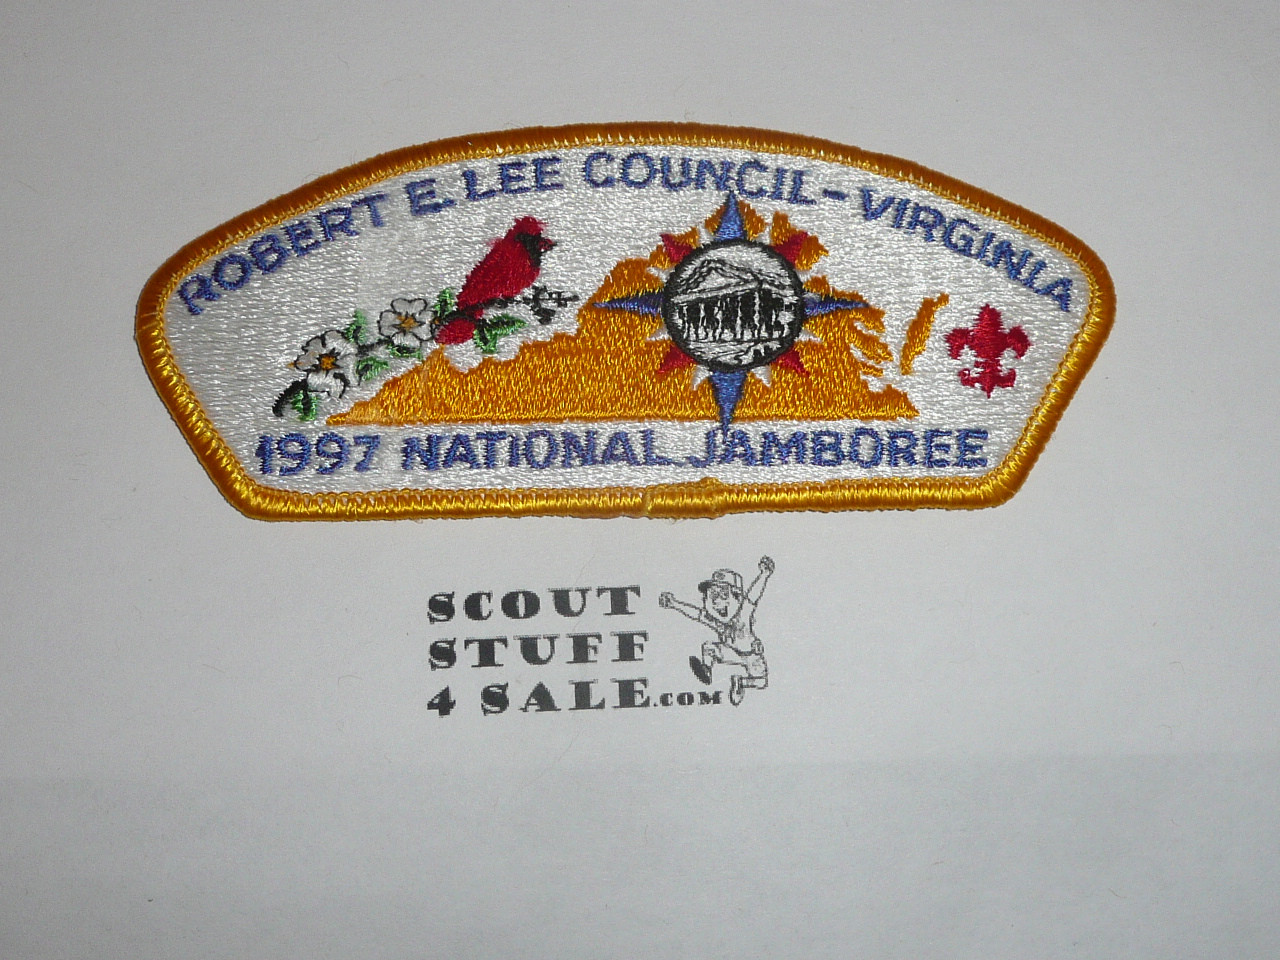 ROBERT E. LEE COUNCIL - VIRGINIA
1997 NATIONAL JAMBOREE
SCOUT
STUFF
4 SALE.COM